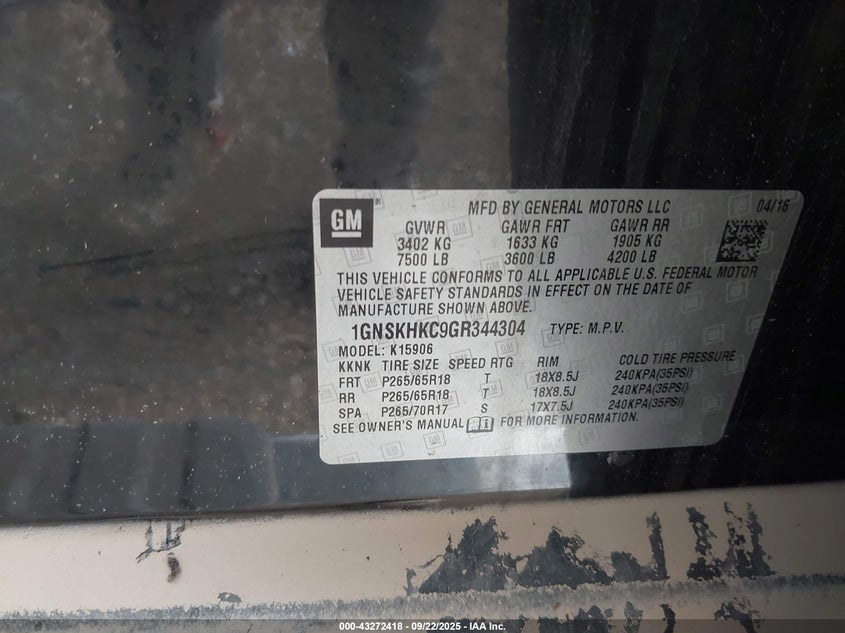 GM
MFD BY GENERAL MOTORS LLC 04/16
GVWR GAWR FRT GAWR RR
3402 KG 1633 KG 1905 KG
7500 LB 3600 LB 4200 LB
THIS VEHICLE CONFORMS TO ALL APPLICABLE U.S. FEDERAL MOTOR
VEHICLE SAFETY STANDARDS IN EFFECT ON THE DATE OF
MANUFACTURE SHOWN ABOVE.
1GNSKHKC9GR344304 TYPE: M.P.V.
MODEL: K15906
KKNK TIRE SIZE SPEED RTG RIM COLD TIRE PRESSURE
FRT P265/65R18 T 18X8.5J 240KPA(35PSI)
RR P265/65R18 T 18X8.5J 240KPA(35PSI)
SPA P265/70R17 S 17X7.5J 240KPA(35PSI)
SEE OWNER'S MANUAL FOR MORE INFORMATION.
000-43272418 - 09/22/2025 - IAA Inc.